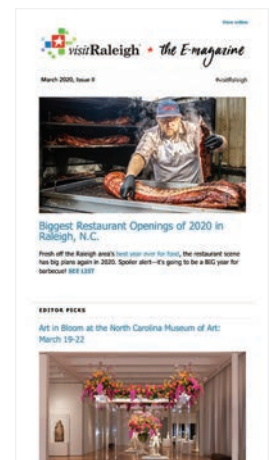 View online
visitRaleigh ★ the E-magazine
March 2020, Issue II
#visitRaleigh
Biggest Restaurant Openings of 2020 in
Raleigh, N.C.
Fresh off the Raleigh area's best year ever for food, the restaurant scene
has big plans again in 2020. Spoiler alert—it's going to be a BIG year for
barbecue! SEE LIST
EDITOR PICKS
Art in Bloom at the North Carolina Museum of Art:
March 19-22